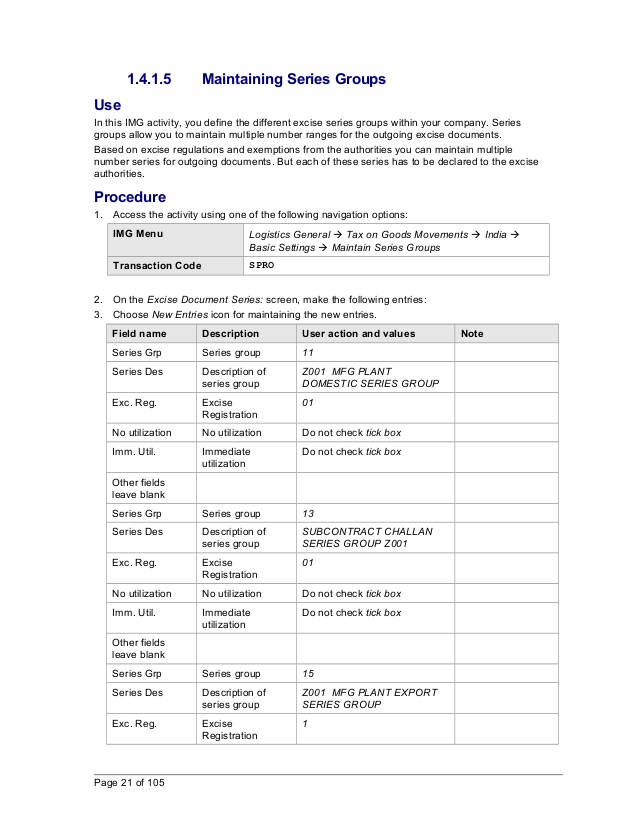 1.4.1.5 Maintaining Series Groups
Use
In this IMG activity, you define the different excise series groups within your company. Series
groups allow you to maintain multiple number ranges for the outgoing excise documents.
Based on excise regulations and exemptions from the authorities you can maintain multiple
number series for outgoing documents. But each of these series has to be declared to the excise
authorities.
Procedure
1. Access the activity using one of the following navigation options:
IMG Menu
Logistics General → Tax on Goods Movements → India →
Basic Settings → Maintain Series Groups
Transaction Code
SPRO
2. On the Excise Document Series: screen, make the following entries:
3. Choose New Entries icon for maintaining the new entries.
Field name Description User action and values Note
Series Grp Series group 11
Series Des Description of Z001 MFG PLANT
series group DOMESTIC SERIES GROUP
Exc. Reg. Excise 01
Registration
No utilization No utilization Do not check tick box
Imm. Util. Immediate Do not check tick box
utilization
Other fields
leave blank
Series Grp Series group 13
Series Des Description of SUBCONTRACT CHALLAN
series group SERIES GROUP Z001
Exc. Reg. Excise 01
Registration
No utilization No utilization Do not check tick box
Imm. Util. Immediate Do not check tick box
utilization
Other fields
leave blank
Series Grp Series group 15
Series Des Description of Z001 MFG PLANT EXPORT
series group SERIES GROUP
Exc. Reg. Excise 1
Registration
Page 21 of 105